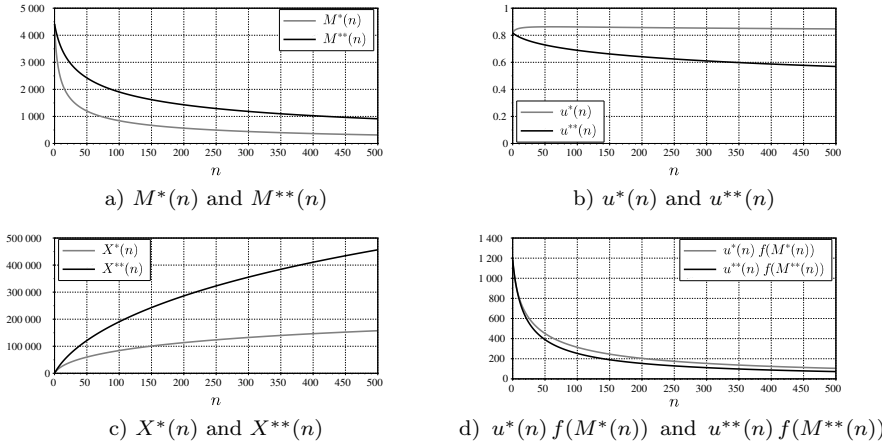 5 000
4 000
3 000
2 000
1 000
0
M*(n)
M**(n)
0 50 100 150 200 250 300 350 400 450 500
n
a) M*(n) and M**(n)
1
0.8
0.6
0.4
0.2
0
u*(n)
u**(n)
0 50 100 150 200 250 300 350 400 450 500
n
b) u*(n) and u**(n)
500 000
400 000
300 000
200 000
100 000
0
X*(n)
X**(n)
0 50 100 150 200 250 300 350 400 450 500
n
c) X*(n) and X**(n)
1 400
1 200
1 000
800
600
400
200
0
u*(n) f(M*(n))
u**(n) f(M**(n))
0 50 100 150 200 250 300 350 400 450 500
n
d) u*(n) f(M*(n)) and u**(n) f(M**(n))